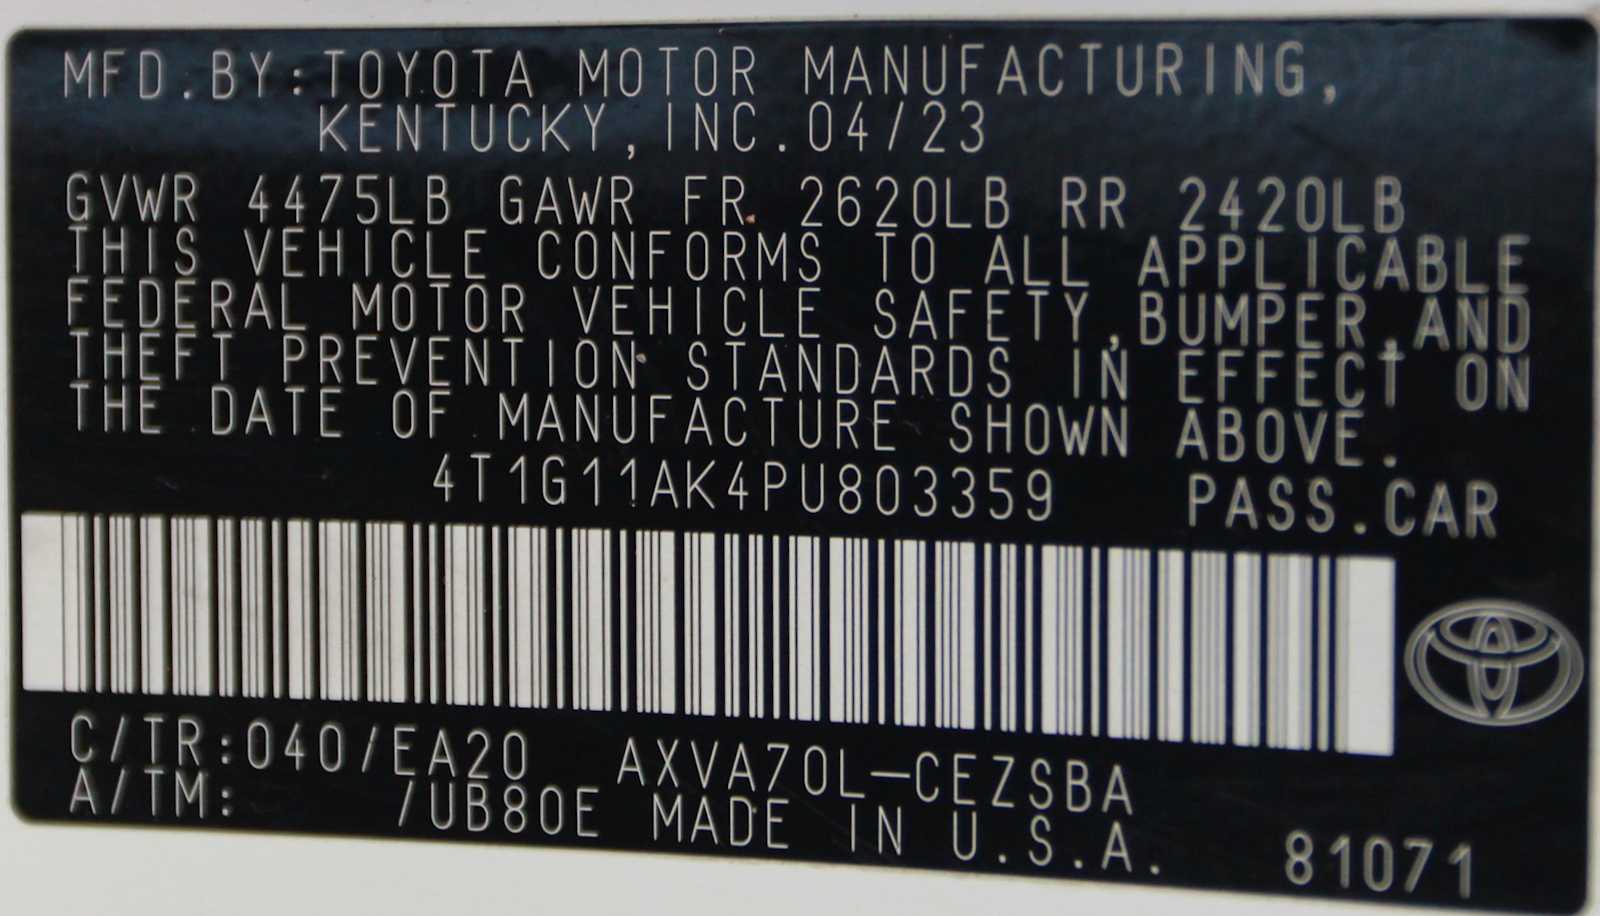 MFD.BY:TOYOTA MOTOR MANUFACTURING,
KENTUCKY,INC.04/23
GVWR 4475LB GAWR FR 2620LB RR 2420LB
THIS VEHICLE CONFORMS TO ALL APPLICABLE
FEDERAL MOTOR VEHICLE SAFETY,BUMPER,AND
THEFT PREVENTION STANDARDS IN EFFECT ON
THE DATE OF MANUFACTURE SHOWN ABOVE.
4T1G11AK4PU803359 PASS.CAR
C/TR:040/EA20 AXVA70L-CEZSBA
A/TM: /UB80E MADE IN U.S.A. 81071